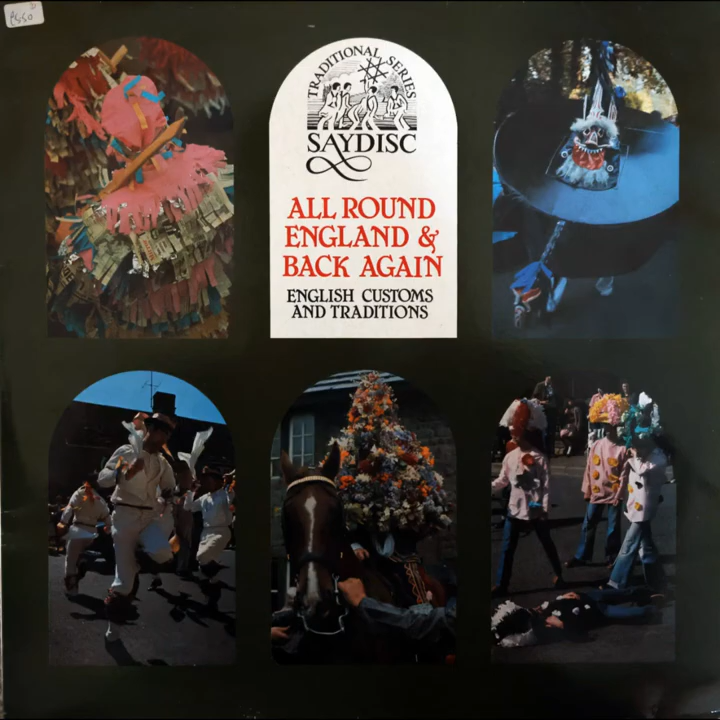 TRADITIONAL SERIES
SAYDISC
ALL ROUND
ENGLAND &
BACK AGAIN
ENGLISH CUSTOMS
AND TRADITIONS